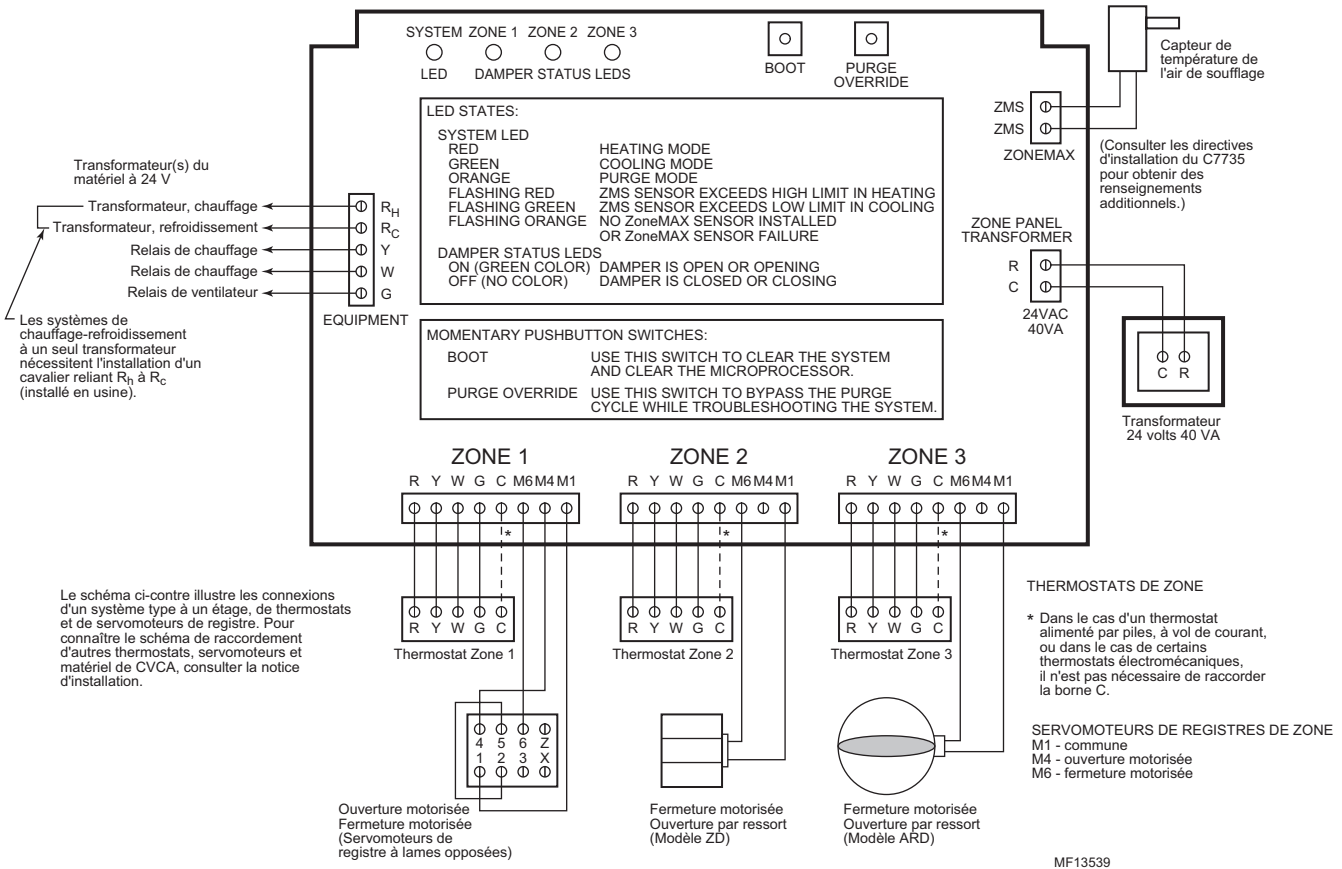 SYSTEM ZONE 1 ZONE 2 ZONE 3
LED DAMPER STATUS LEDS
BOOT
PURGE
OVERRIDE
Capteur de
température de
l'air de soufflage
ZMS
ZMS
ZONEMAX
(Consulter les directives
d'installation du C7735
pour obtenir des
renseignements
additionnels.)
LED STATES:
SYSTEM LED
RED HEATING MODE
GREEN COOLING MODE
ORANGE PURGE MODE
FLASHING RED ZMS SENSOR EXCEEDS HIGH LIMIT IN HEATING
FLASHING GREEN ZMS SENSOR EXCEEDS LOW LIMIT IN COOLING
FLASHING ORANGE NO ZoneMAX SENSOR INSTALLED
OR ZoneMAX SENSOR FAILURE
DAMPER STATUS LEDS
ON (GREEN COLOR) DAMPER IS OPEN OR OPENING
OFF (NO COLOR) DAMPER IS CLOSED OR CLOSING
Transformateur(s) du
matériel à 24 V
Transformateur, chauffage RH
Transformateur, refroidissement RC
Relais de chauffage Y
Relais de chauffage W
Relais de ventilateur G
EQUIPMENT
Les systèmes de
chauffage-refroidissement
à un seul transformateur
nécessitent l'installation d'un
cavalier reliant Rh à Rc
(installé en usine).
ZONE PANEL
TRANSFORMER
R
C
24VAC
40VA
C R
Transformateur
24 volts 40 VA
MOMENTARY PUSHBUTTON SWITCHES:
BOOT USE THIS SWITCH TO CLEAR THE SYSTEM
AND CLEAR THE MICROPROCESSOR.
PURGE OVERRIDE USE THIS SWITCH TO BYPASS THE PURGE
CYCLE WHILE TROUBLESHOOTING THE SYSTEM.
ZONE 1
R Y W G C M6 M4 M1
*
R Y W G C
Thermostat Zone 1
ZONE 2
R Y W G C M6 M4 M1
*
R Y W G C
Thermostat Zone 2
ZONE 3
R Y W G C M6 M4 M1
*
R Y W G C
Thermostat Zone 3
Le schéma ci-contre illustre les connexions
d'un système type à un étage, de thermostats
et de servomoteurs de registre. Pour
connaître le schéma de raccordement
d'autres thermostats, servomoteurs et
matériel de CVCA, consulter la notice
d'installation.
4 5 6 Z
1 2 3 X
Ouverture motorisée
Fermeture motorisée
(Servomoteurs de
registre à lames opposées)
Fermeture motorisée
Ouverture par ressort
(Modèle ZD)
Fermeture motorisée
Ouverture par ressort
(Modèle ARD)
THERMOSTATS DE ZONE
* Dans le cas d'un thermostat
alimenté par piles, à vol de courant,
ou dans le cas de certains
thermostats électromécaniques,
il n'est pas nécessaire de raccorder
la borne C.
SERVOMOTEURS DE REGISTRES DE ZONE
M1 - commune
M4 - ouverture motorisée
M6 - fermeture motorisée
MF13539